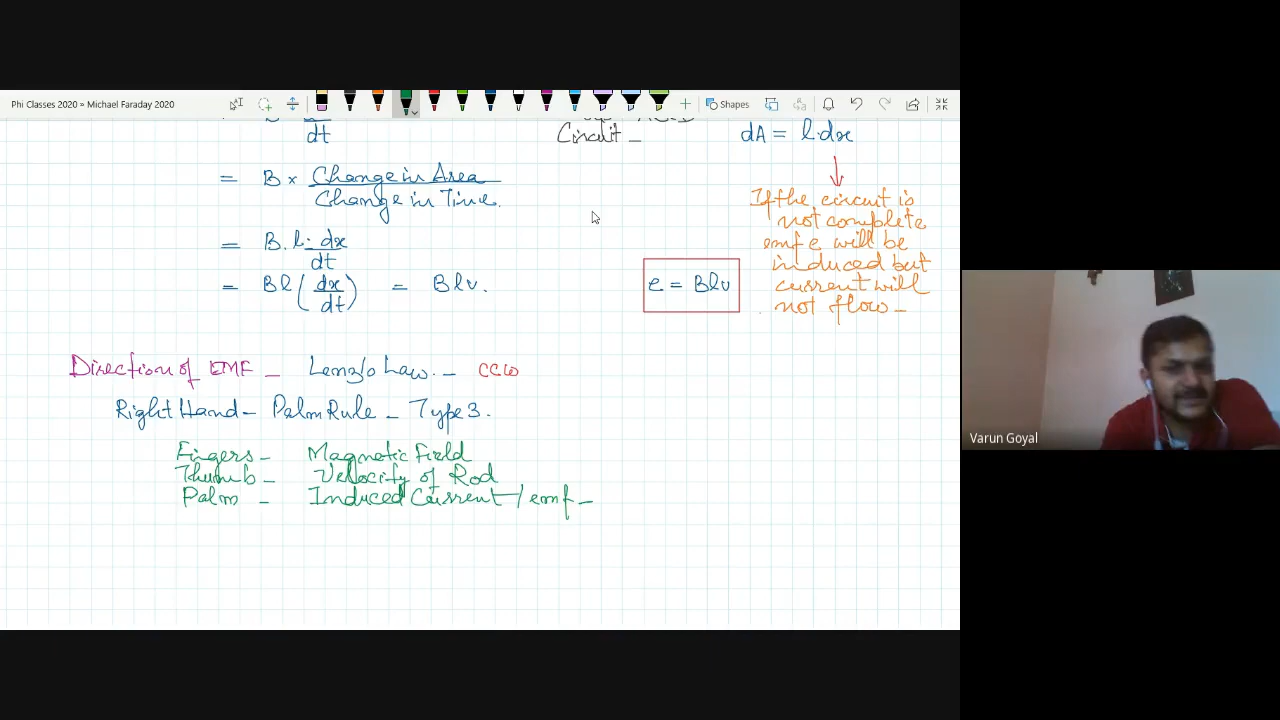 Phi Classes 2020 » Michael Faraday 2020
Shapes
dt
Circuit -
dA = l.dx
= B x Change in Area
Change in Time.
If the circuit is
not complete
emf e will be
induced but
current will
not flow -
= B. l. dx
dt
= Bl (dx
dt) = Blv.
e = Blv
Direction of EMF - Lenz's Law. - CCW
Right Hand - Palm Rule - Type 3.
Fingers - Magnetic Field
Thumb - Velocity of Rod
Palm - Induced Current / emf -
Varun Goyal